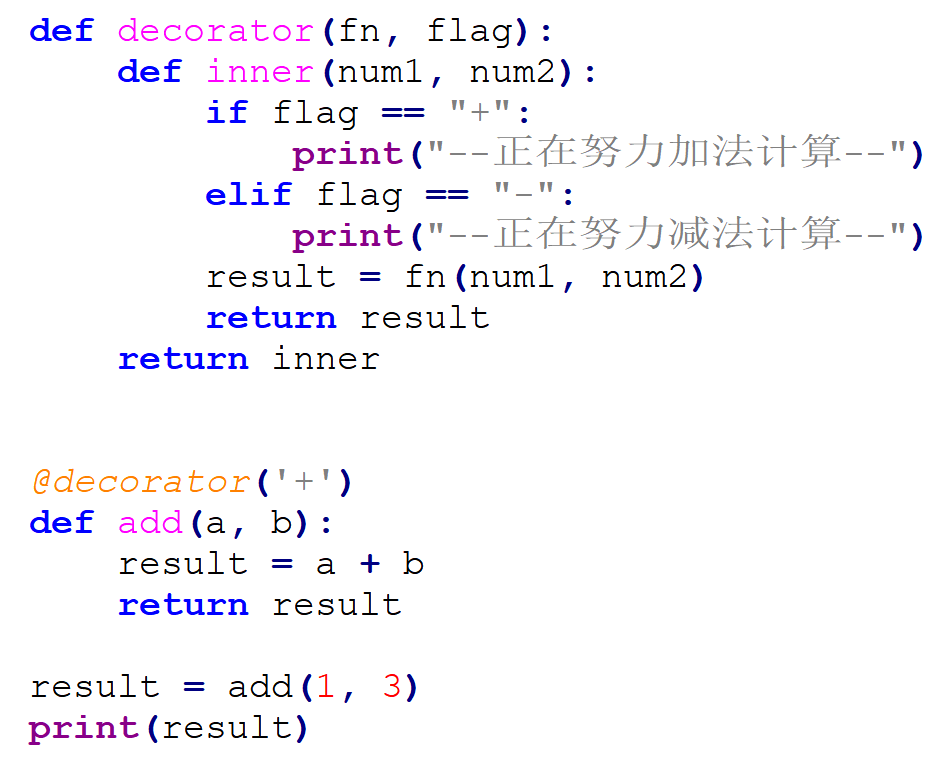 def decorator(fn, flag):
    def inner(num1, num2):
        if flag == "+":
            print("--正在努力加法计算--")
        elif flag == "-":
            print("--正在努力减法计算--")
        result = fn(num1, num2)
        return result
    return inner


@decorator('+')
def add(a, b):
    result = a + b
    return result

result = add(1, 3)
print(result)